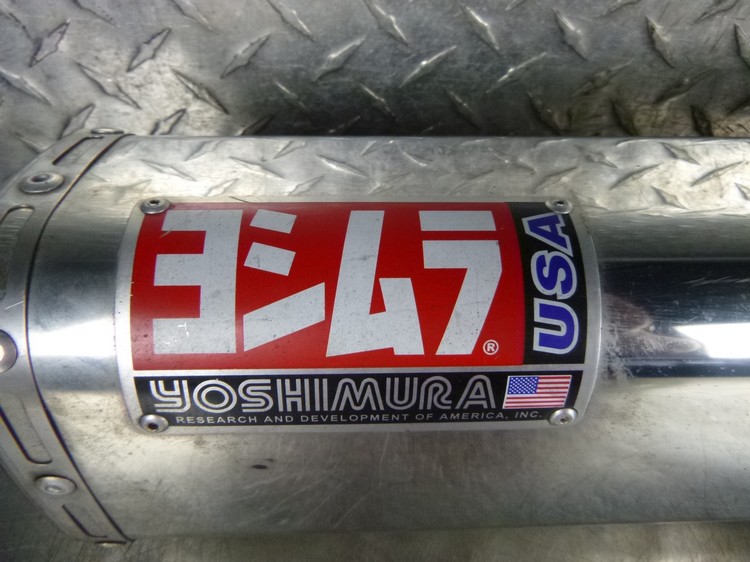 ヨシムラ®
USA
YOSHIMURA
RESEARCH AND DEVELOPMENT OF AMERICA, INC.